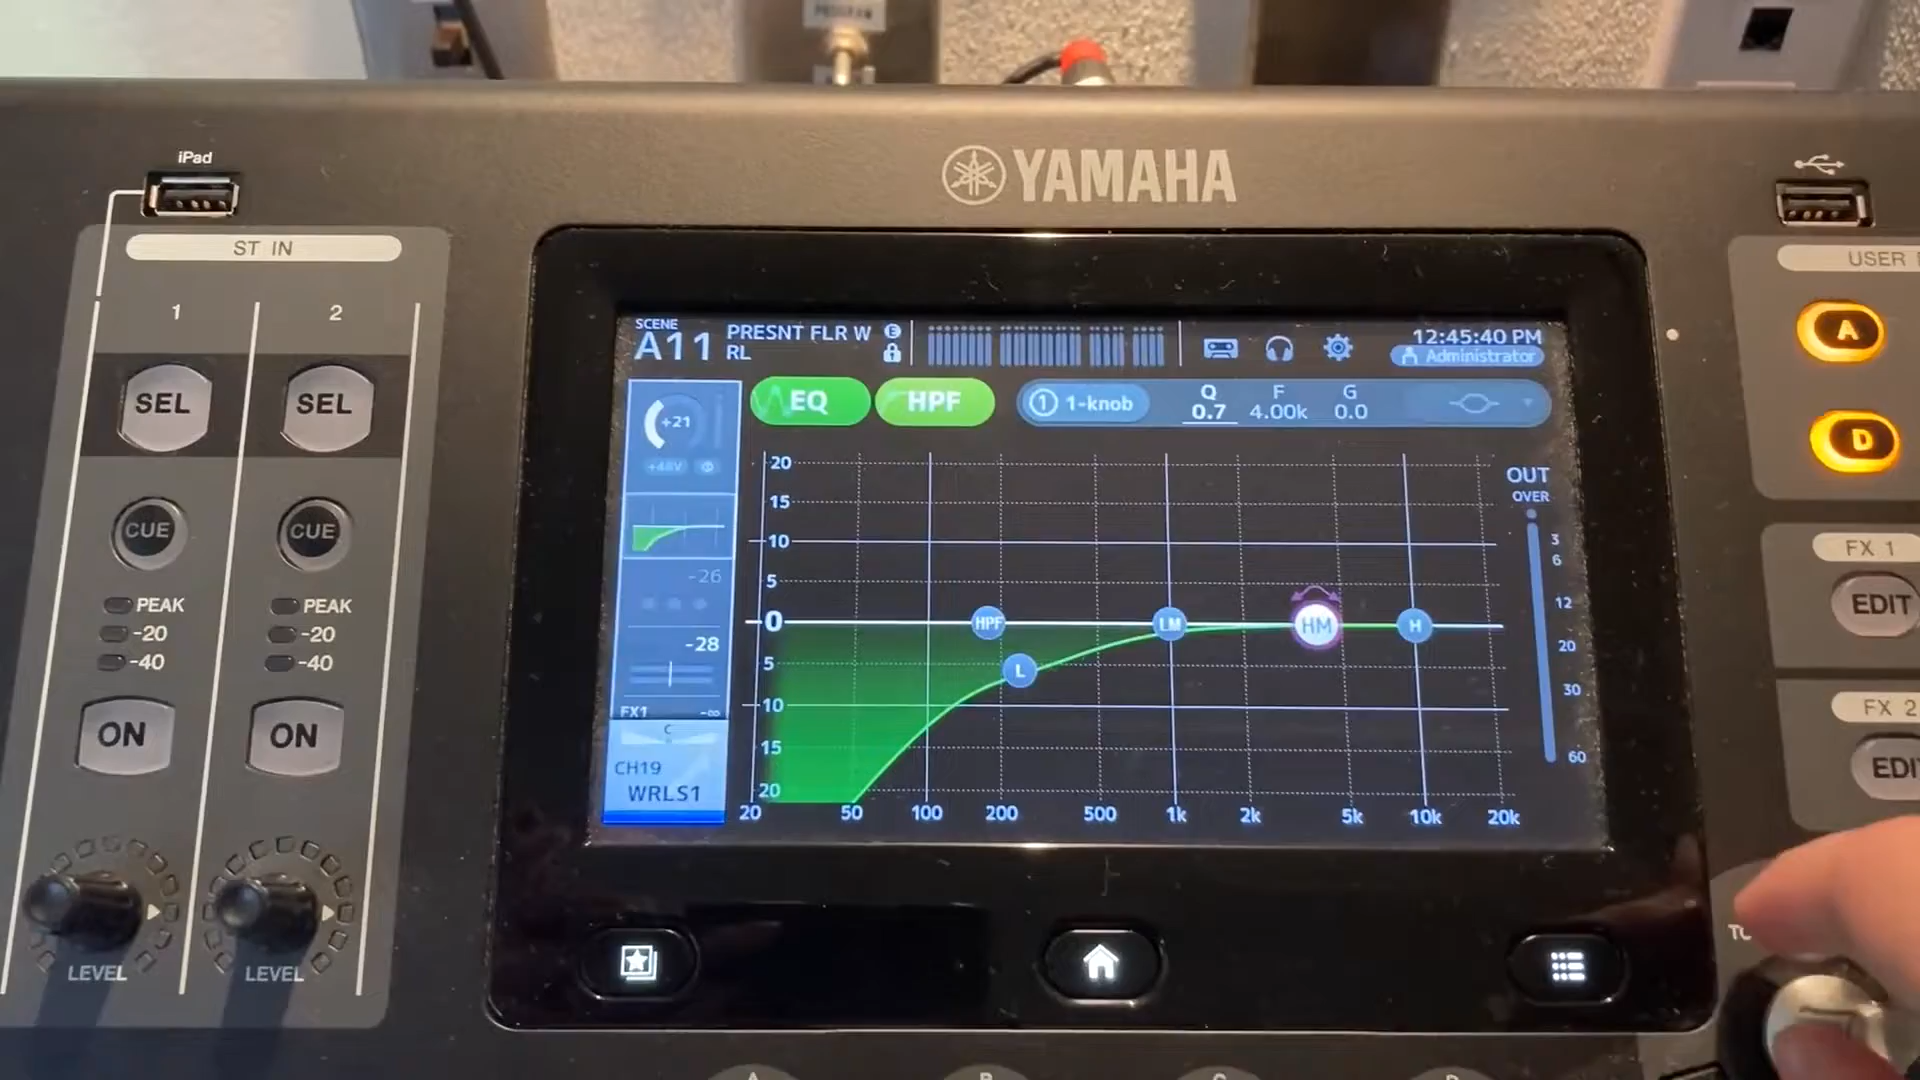 PROGRAM
iPad
YAMAHA
ST IN
1
2
SEL
SEL
CUE
CUE
PEAK
-20
-40
PEAK
-20
-40
ON
ON
LEVEL
LEVEL
SCENE
A11
PRESNT FLR W
RL
E
12:45:40 PM
Administrator
EQ
HPF
1
1-knob
Q
0.7
F
4.00k
G
0.0
+21
+48V
Φ
-26
-28
FX1
-∞
C
CH19
WRLS1
20
15
10
5
0
5
10
15
20
HPF
L
LM
HM
H
20
50
100
200
500
1k
2k
5k
10k
20k
OUT
OVER
3
6
12
20
30
60
USER
A
D
FX 1
EDIT
FX 2
EDI